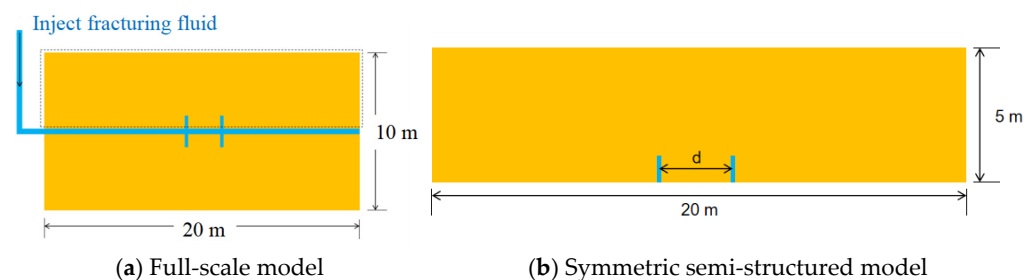 Inject fracturing fluid
10 m
20 m
(a) Full-scale model
d
5 m
20 m
(b) Symmetric semi-structured model